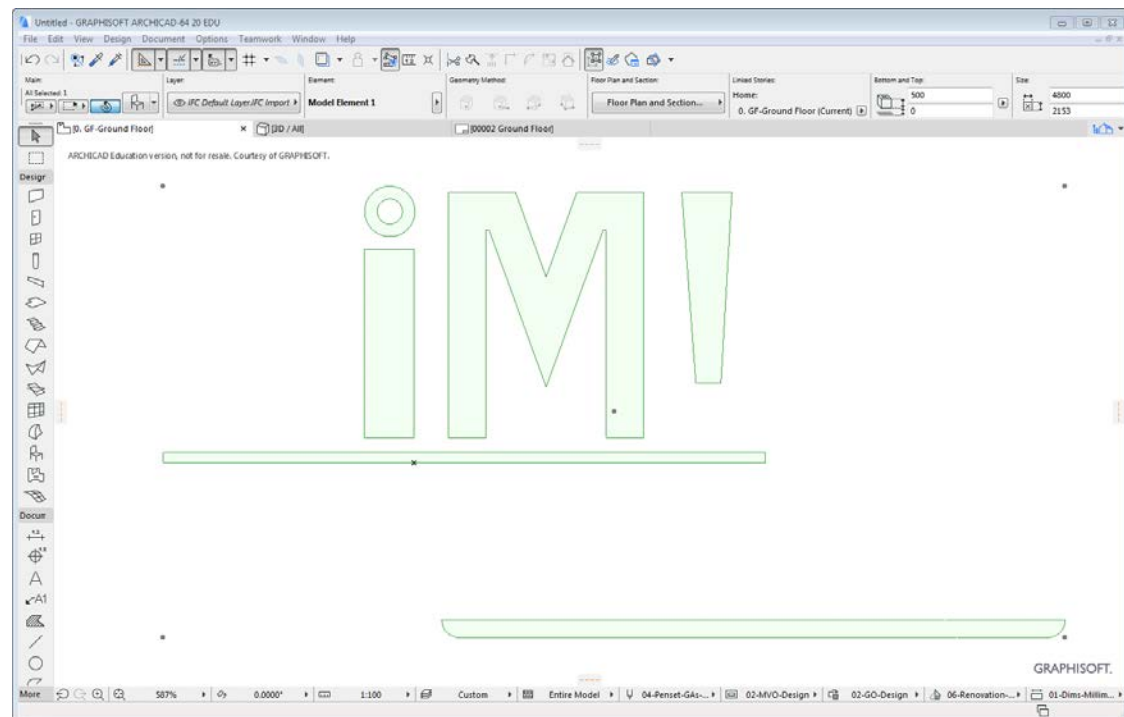 Untitled - GRAPHISOFT ARCHICAD-64 20 EDU
File Edit View Design Document Options Teamwork Window Help
Main: Layer: Element: Geometry Method: Floor Plan and Section: Linked Stories: Bottom and Top: Size:
All Selected: 1 Home: 500 4800
IFC Default Layer.IFC Import Model Element 1 Floor Plan and Section... 0. GF-Ground Floor (Current) 0 2153
[0. GF-Ground Floor] [3D / All] [00002 Ground Floor]
ARCHICAD Education version, not for resale. Courtesy of GRAPHISOFT.
Design
iM!
Docum
A
A1
GRAPHISOFT.
More 587% 0.0000° 1:100 Custom Entire Model 04-Penset-GAs-... 02-MVO-Design 02-GO-Design 06-Renovation-... 01-Dims-Millim...